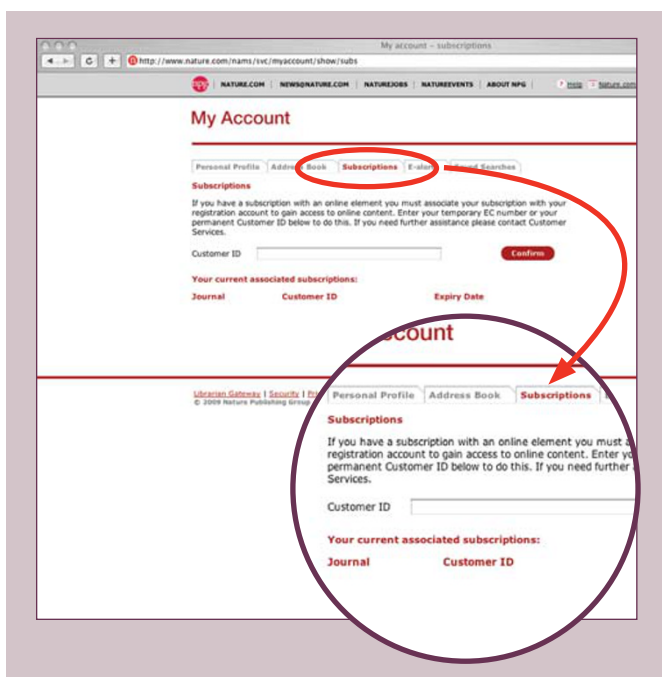 My account – subscriptions
http://www.nature.com/nams/svc/myaccount/show/subs
npg NATURE.COM | NEWS@NATURE.COM | NATUREJOBS | NATUREEVENTS | ABOUT NPG | ? Help Nature.com
My Account
Personal Profile Address Book Subscriptions E-alerts Saved Searches
Subscriptions
If you have a subscription with an online element you must associate your subscription with your
registration account to gain access to online content. Enter your temporary EC number or your
permanent Customer ID below to do this. If you need further assistance please contact Customer
Services.
Customer ID Confirm
Your current associated subscriptions:
Journal Customer ID Expiry Date
Librarian Gateway | Security |
© 2009 Nature Publishing Group
count
Personal Profile Address Book Subscriptions
Subscriptions
If you have a subscription with an online element you must
registration account to gain access to online content. Enter
permanent Customer ID below to do this. If you need further
Services.
Customer ID
Your current associated subscriptions:
Journal Customer ID